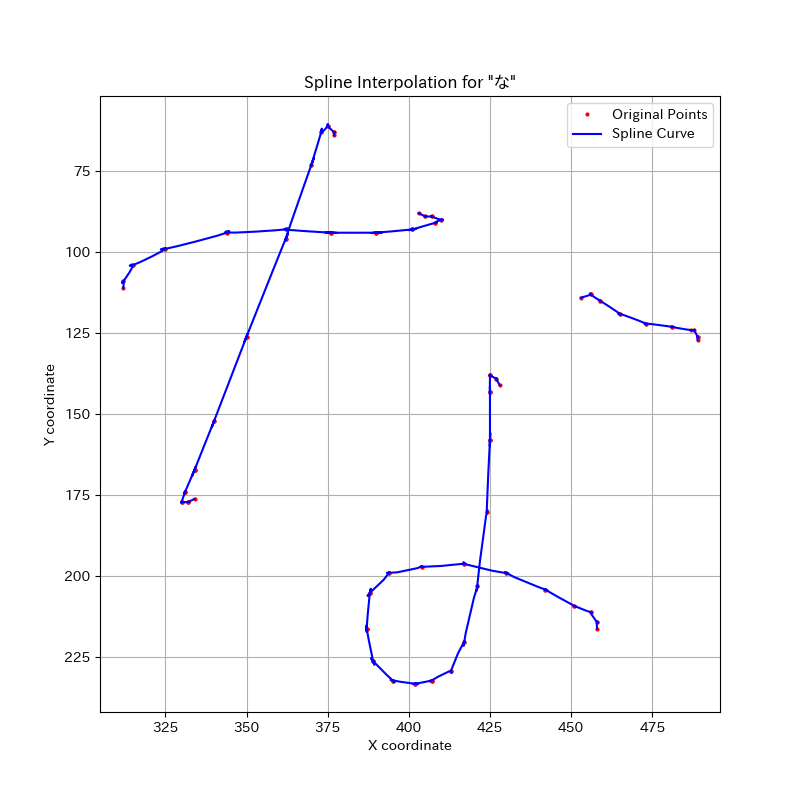 Spline Interpolation for "な"
Original Points
Spline Curve
75
100
125
150
175
200
225
Y coordinate
な
325 350 375 400 425 450 475
X coordinate